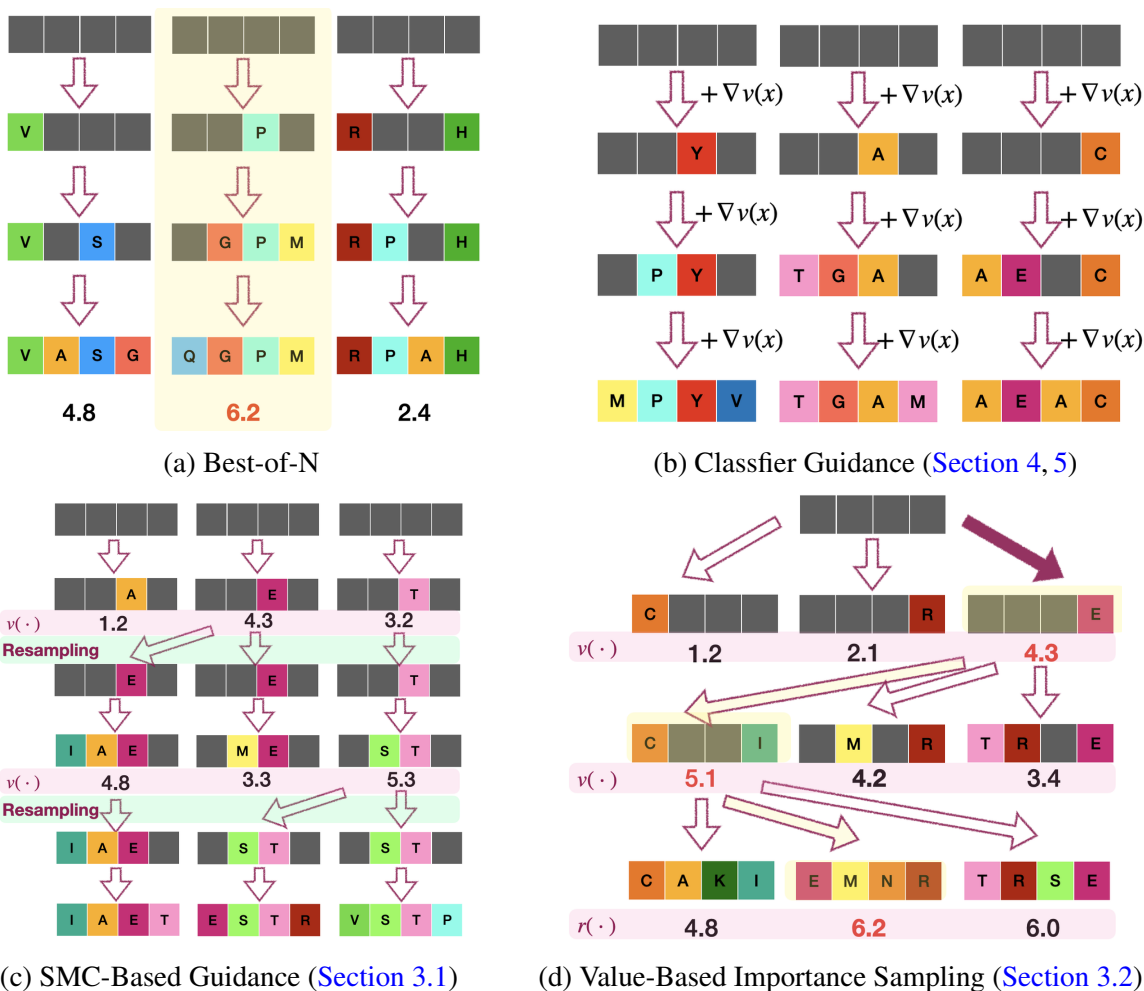 V P R H
V S G P M R P H
V A S G Q G P M R P A H
4.8 6.2 2.4
(a) Best-of-N
+ ∇v(x) + ∇v(x) + ∇v(x)
Y A C
+ ∇v(x) + ∇v(x) + ∇v(x)
P Y T G A A E C
+ ∇v(x) + ∇v(x) + ∇v(x)
M P Y V T G A M A E A C
(b) Classfier Guidance (Section 4, 5)
A E T
v(·) 1.2 4.3 3.2
Resampling
E E T
I A E M E S T
v(·) 4.8 3.3 5.3
Resampling
I A E S T S T
I A E T E S T R V S T P
(c) SMC-Based Guidance (Section 3.1)
C R E
v(·) 1.2 2.1 4.3
C I M R T R E
v(·) 5.1 4.2 3.4
C A K I E M N R T R S E
r(·) 4.8 6.2 6.0
(d) Value-Based Importance Sampling (Section 3.2)